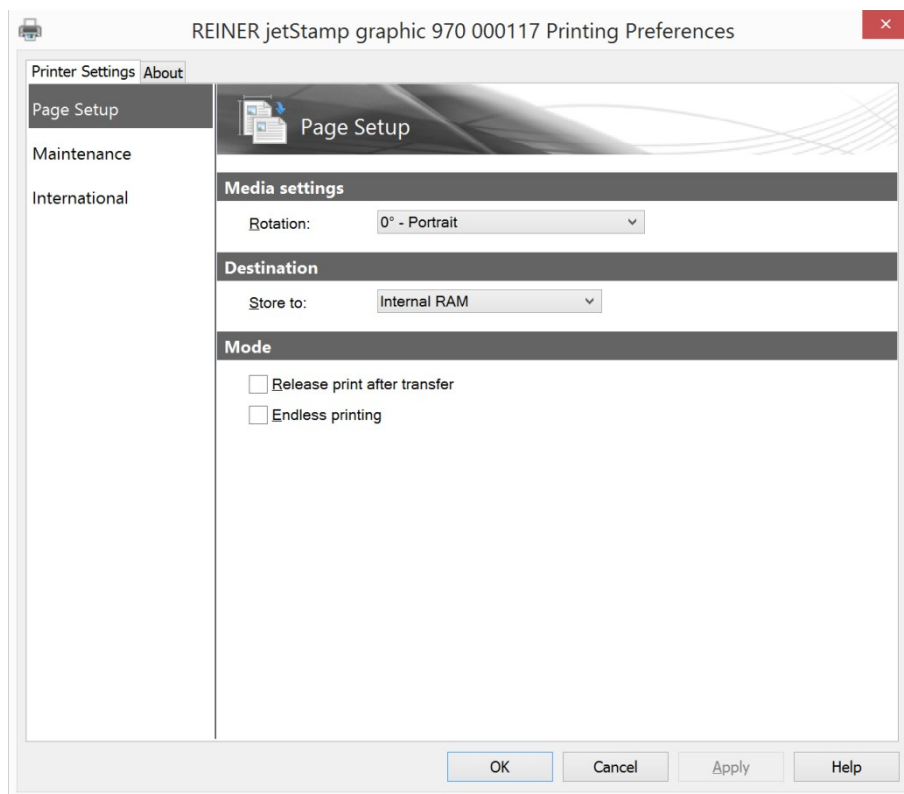 REINER jetStamp graphic 970 000117 Printing Preferences
Printer Settings About
Page Setup
Maintenance
International
Page Setup
Media settings
Rotation: 0° - Portrait
Destination
Store to: Internal RAM
Mode
Release print after transfer
Endless printing
OK Cancel Apply Help